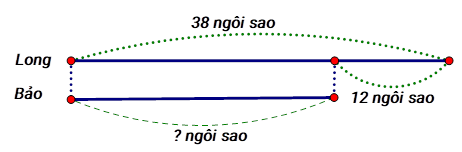 38 ngôi sao
Long
Bảo
12 ngôi sao
? ngôi sao